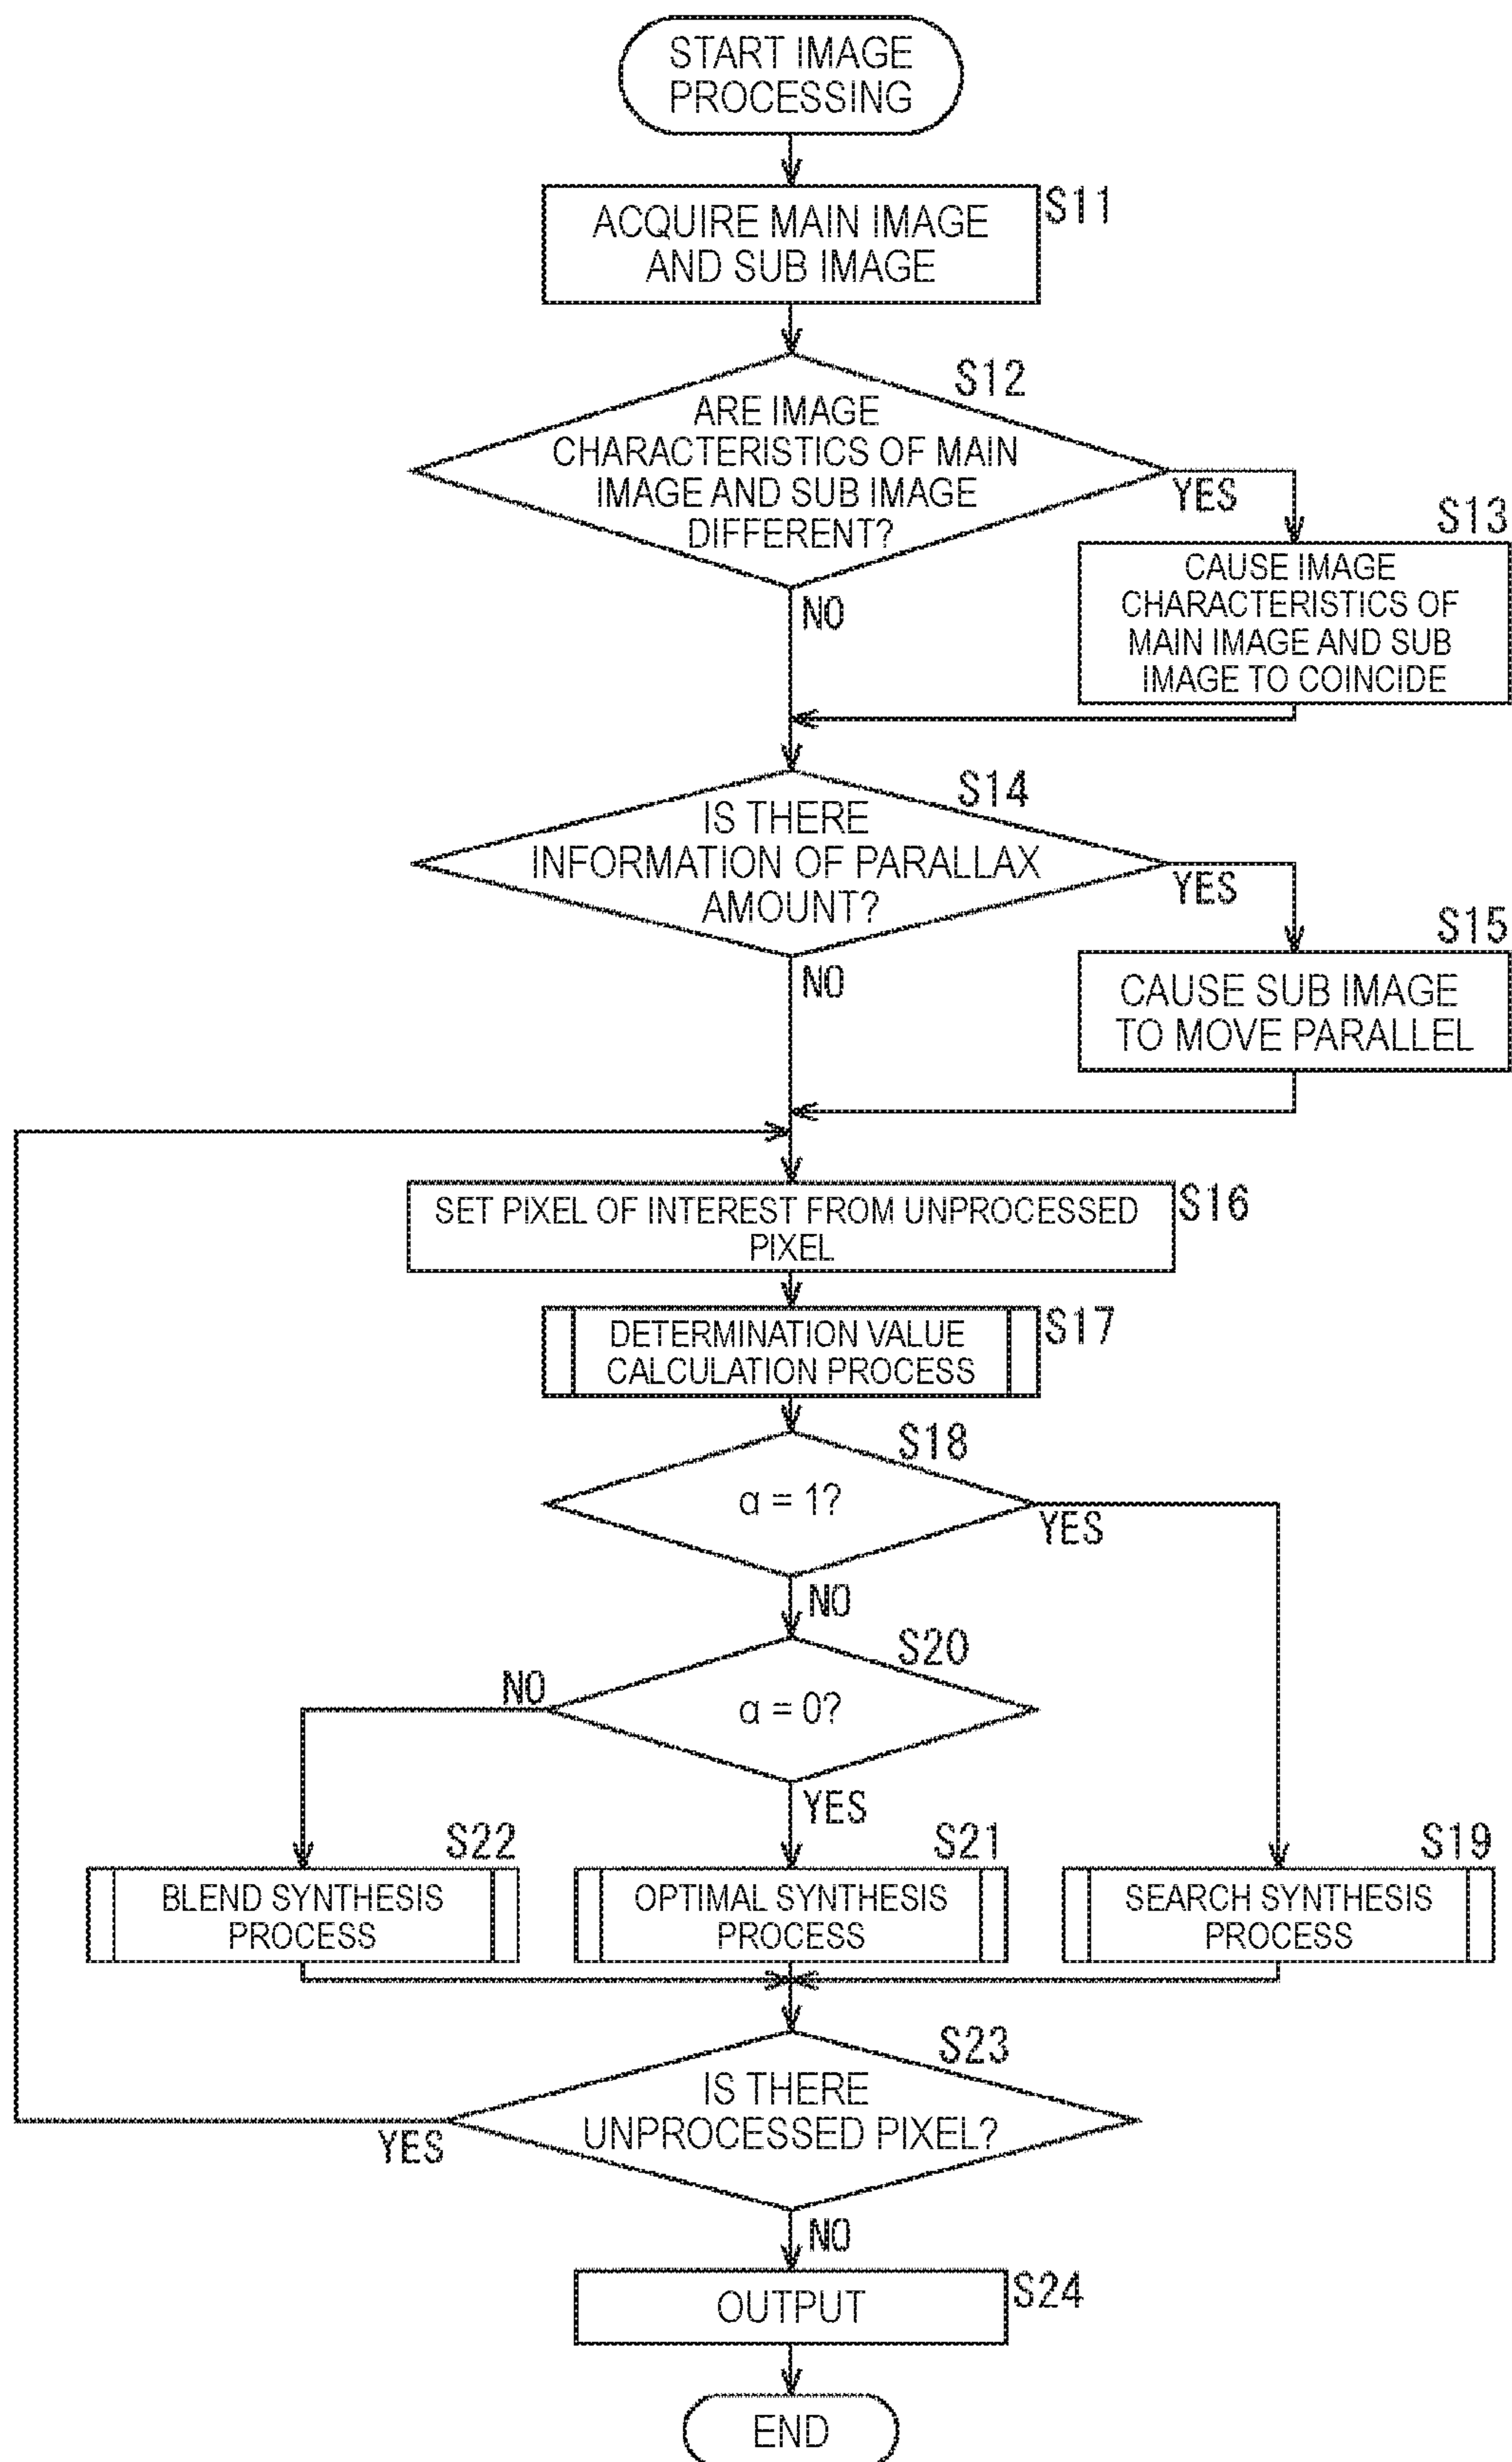 START IMAGE
PROCESSING
S11
ACQUIRE MAIN IMAGE
AND SUB IMAGE
S12
ARE IMAGE
CHARACTERISTICS OF MAIN
IMAGE AND SUB IMAGE
DIFFERENT?
YES
NO
S13
CAUSE IMAGE
CHARACTERISTICS OF
MAIN IMAGE AND SUB
IMAGE TO COINCIDE
S14
IS THERE
INFORMATION OF PARALLAX
AMOUNT?
YES
NO
S15
CAUSE SUB IMAGE
TO MOVE PARALLEL
S16
SET PIXEL OF INTEREST FROM UNPROCESSED
PIXEL
S17
DETERMINATION VALUE
CALCULATION PROCESS
S18
α = 1?
YES
NO
S20
α = 0?
NO
YES
S22
BLEND SYNTHESIS
PROCESS
S21
OPTIMAL SYNTHESIS
PROCESS
S19
SEARCH SYNTHESIS
PROCESS
S23
IS THERE
UNPROCESSED PIXEL?
YES
NO
S24
OUTPUT
END